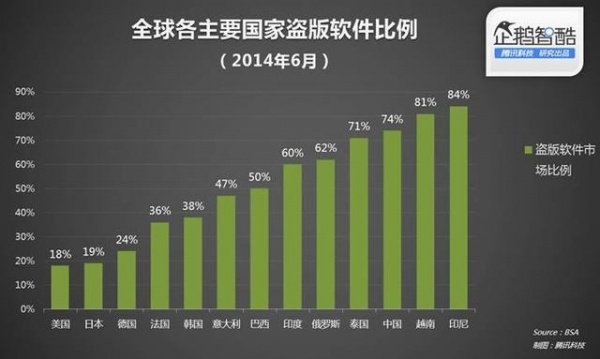 全球各主要国家盗版软件比例
（2014年6月）
企鹅智酷
腾讯科技 研究出品
90%
80%
70%
60%
50%
40%
30%
20%
10%
0%
18%
19%
24%
36%
38%
47%
50%
60%
62%
71%
74%
81%
84%
美国
日本
德国
法国
韩国
意大利
巴西
印度
俄罗斯
泰国
中国
越南
印尼
盗版软件市
场比例
Source：BSA
制图：腾讯科技